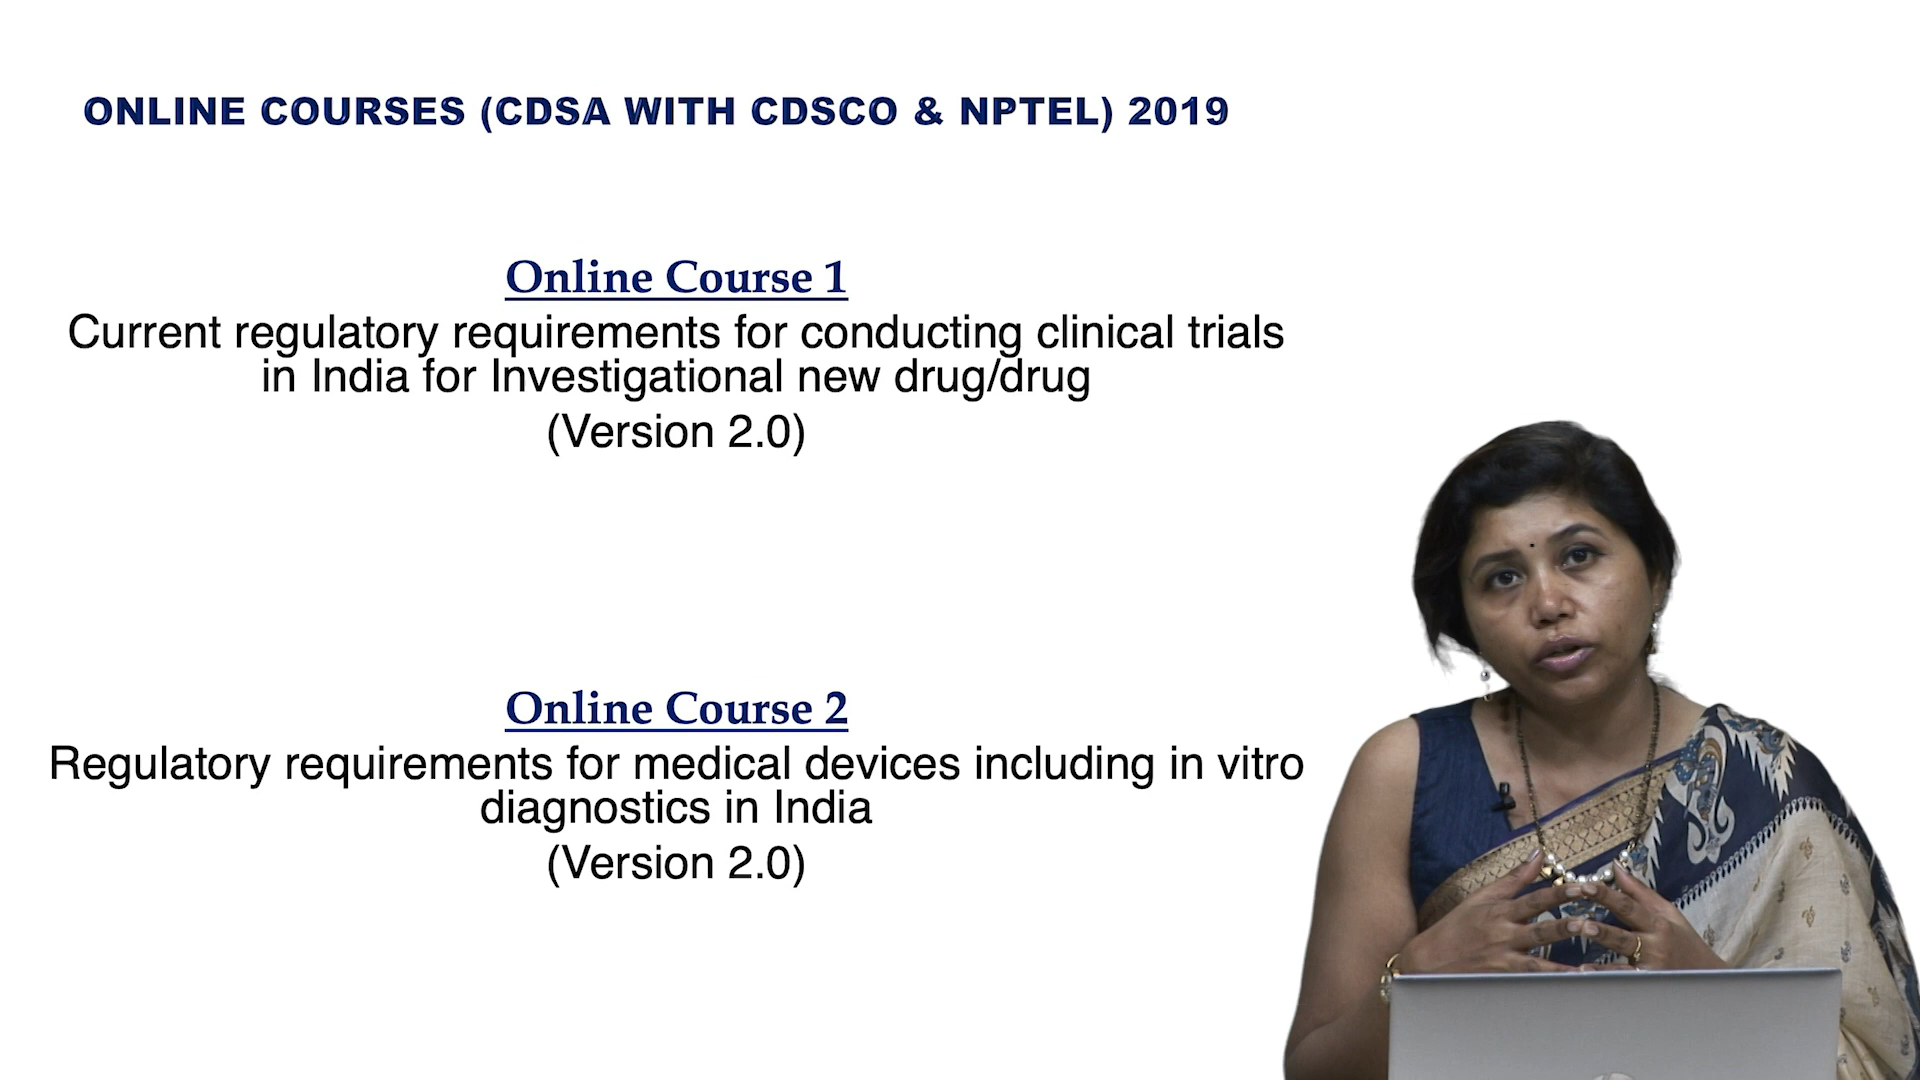 ONLINE COURSES (CDSA WITH CDSCO & NPTEL) 2019
Online Course 1
Current regulatory requirements for conducting clinical trials
in India for Investigational new drug/drug
(Version 2.0)
Online Course 2
Regulatory requirements for medical devices including in vitro
diagnostics in India
(Version 2.0)